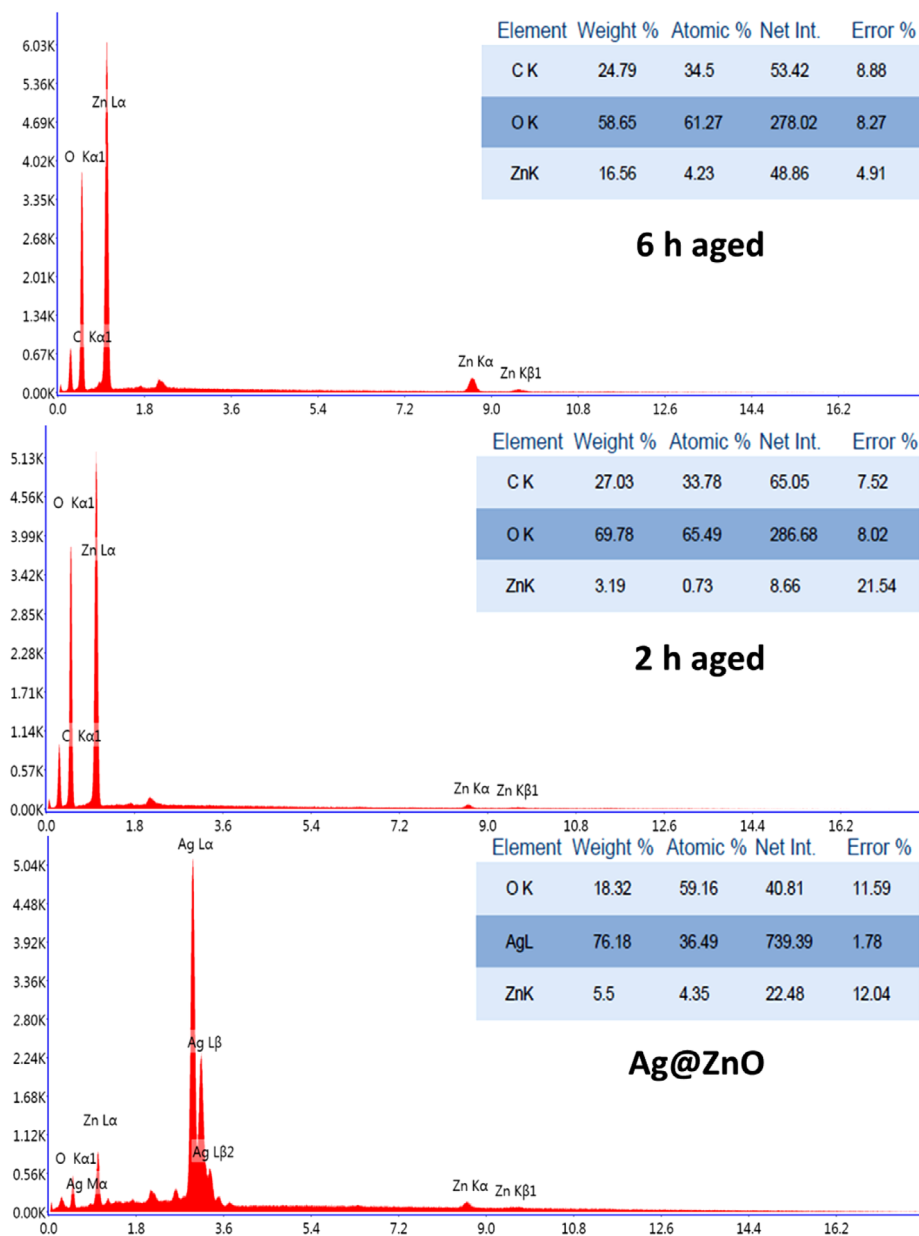 Element Weight % Atomic % Net Int. Error %
C K 24.79 34.5 53.42 8.88
O K 58.65 61.27 278.02 8.27
ZnK 16.56 4.23 48.86 4.91
6 h aged
6.03K
5.36K
4.69K
4.02K
3.35K
2.68K
2.01K
1.34K
0.67K
0.00K
Zn Lα
O Kα1
C Kα1
Zn Kα
Zn Kβ1
0.0 1.8 3.6 5.4 7.2 9.0 10.8 12.6 14.4 16.2
Element Weight % Atomic % Net Int. Error %
C K 27.03 33.78 65.05 7.52
O K 69.78 65.49 286.68 8.02
ZnK 3.19 0.73 8.66 21.54
2 h aged
5.13K
4.56K
3.99K
3.42K
2.85K
2.28K
1.71K
1.14K
0.57K
0.00K
O Kα1
Zn Lα
C Kα1
Zn Kα
Zn Kβ1
0.0 1.8 3.6 5.4 7.2 9.0 10.8 12.6 14.4 16.2
Element Weight % Atomic % Net Int. Error %
O K 18.32 59.16 40.81 11.59
AgL 76.18 36.49 739.39 1.78
ZnK 5.5 4.35 22.48 12.04
Ag@ZnO
5.04K
4.48K
3.92K
3.36K
2.80K
2.24K
1.68K
1.12K
0.56K
0.00K
Ag Lα
Ag Lβ
Zn Lα
Ag Lβ2
O Kα1
Ag Mα
Zn Kα
Zn Kβ1
0.0 1.8 3.6 5.4 7.2 9.0 10.8 12.6 14.4 16.2